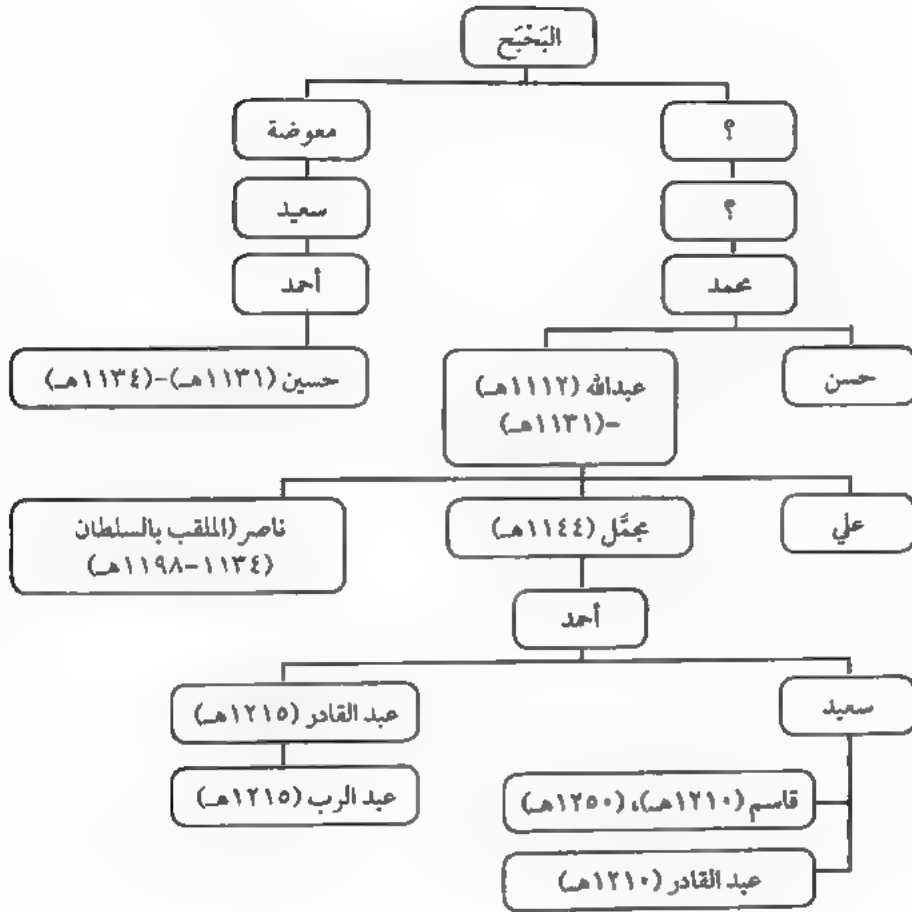 البَحْبَح
؟
معوضة
؟
سعيد
محمد
أحمد
حسن
عبدالله (١١١٢هـ)
-(١١٣١هـ)
حسين (١١٣١هـ)-(١١٣٤هـ)
علي
مجمَّل (١١٤٤هـ)
ناصر (الملقب بالسلطان
(١١٣٤-١١٩٨هـ)
أحمد
سعيد
عبد القادر (١٢١٥هـ)
عبد الرب (١٢١٥هـ)
قاسم (١٢١٠هـ)، (١٢٥٠هـ)
عبد القادر (١٢١٠هـ)